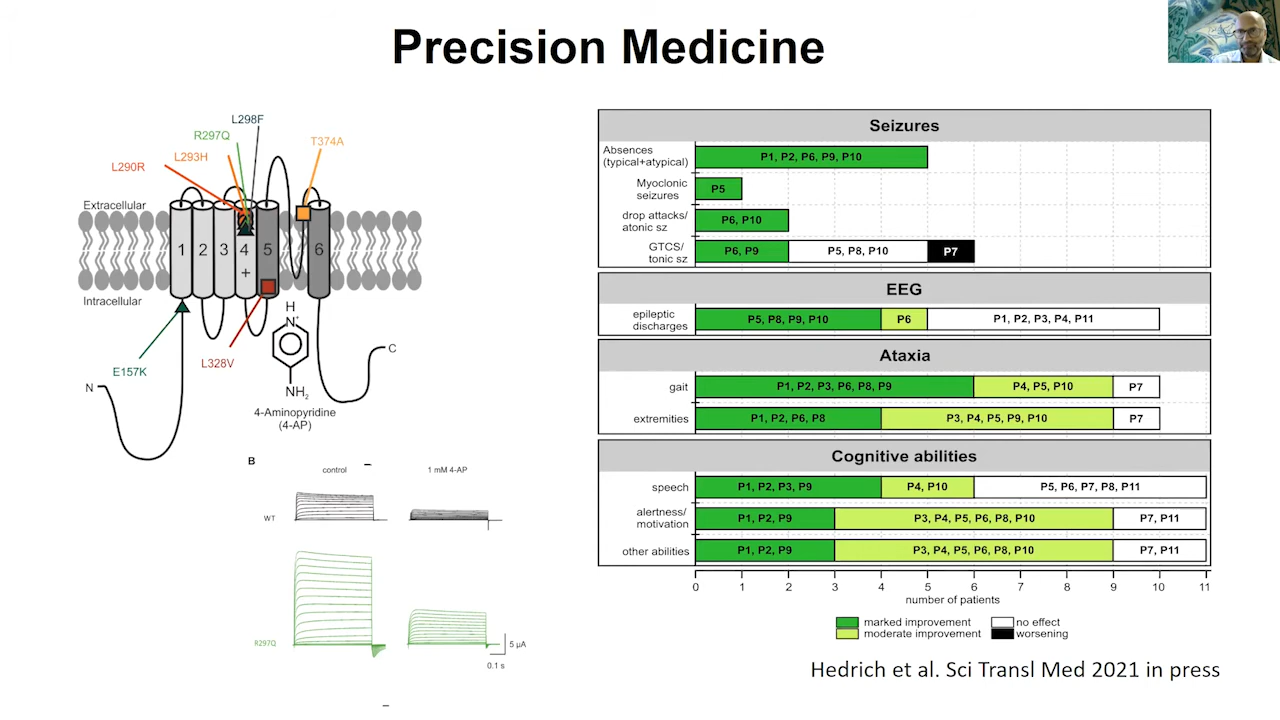 Precision Medicine
L298F
R297Q
T374A
L293H
L290R
Extracellular
1 2 3 4 5 6
+
Intracellular
H
N+
E157K
L328V
C
N
NH2
4-Aminopyridine
(4-AP)
B
control
1 mM 4-AP
WT
R297Q
5 µA
0.1 s
Seizures
Absences
(typical+atypical)
P1, P2, P6, P9, P10
Myoclonic
seizures
P5
drop attacks/
atonic sz
P6, P10
GTCS/
tonic sz
P6, P9 P5, P8, P10 P7
EEG
epileptic
discharges
P5, P8, P9, P10 P6 P1, P2, P3, P4, P11
Ataxia
gait P1, P2, P3, P6, P8, P9 P4, P5, P10 P7
extremities P1, P2, P6, P8 P3, P4, P5, P9, P10 P7
Cognitive abilities
speech P1, P2, P3, P9 P4, P10 P5, P6, P7, P8, P11
alertness/
motivation
P1, P2, P9 P3, P4, P5, P6, P8, P10 P7, P11
other abilities P1, P2, P9 P3, P4, P5, P6, P8, P10 P7, P11
0 1 2 3 4 5 6 7 8 9 10 11
number of patients
marked improvement no effect
moderate improvement worsening
Hedrich et al. Sci Transl Med 2021 in press